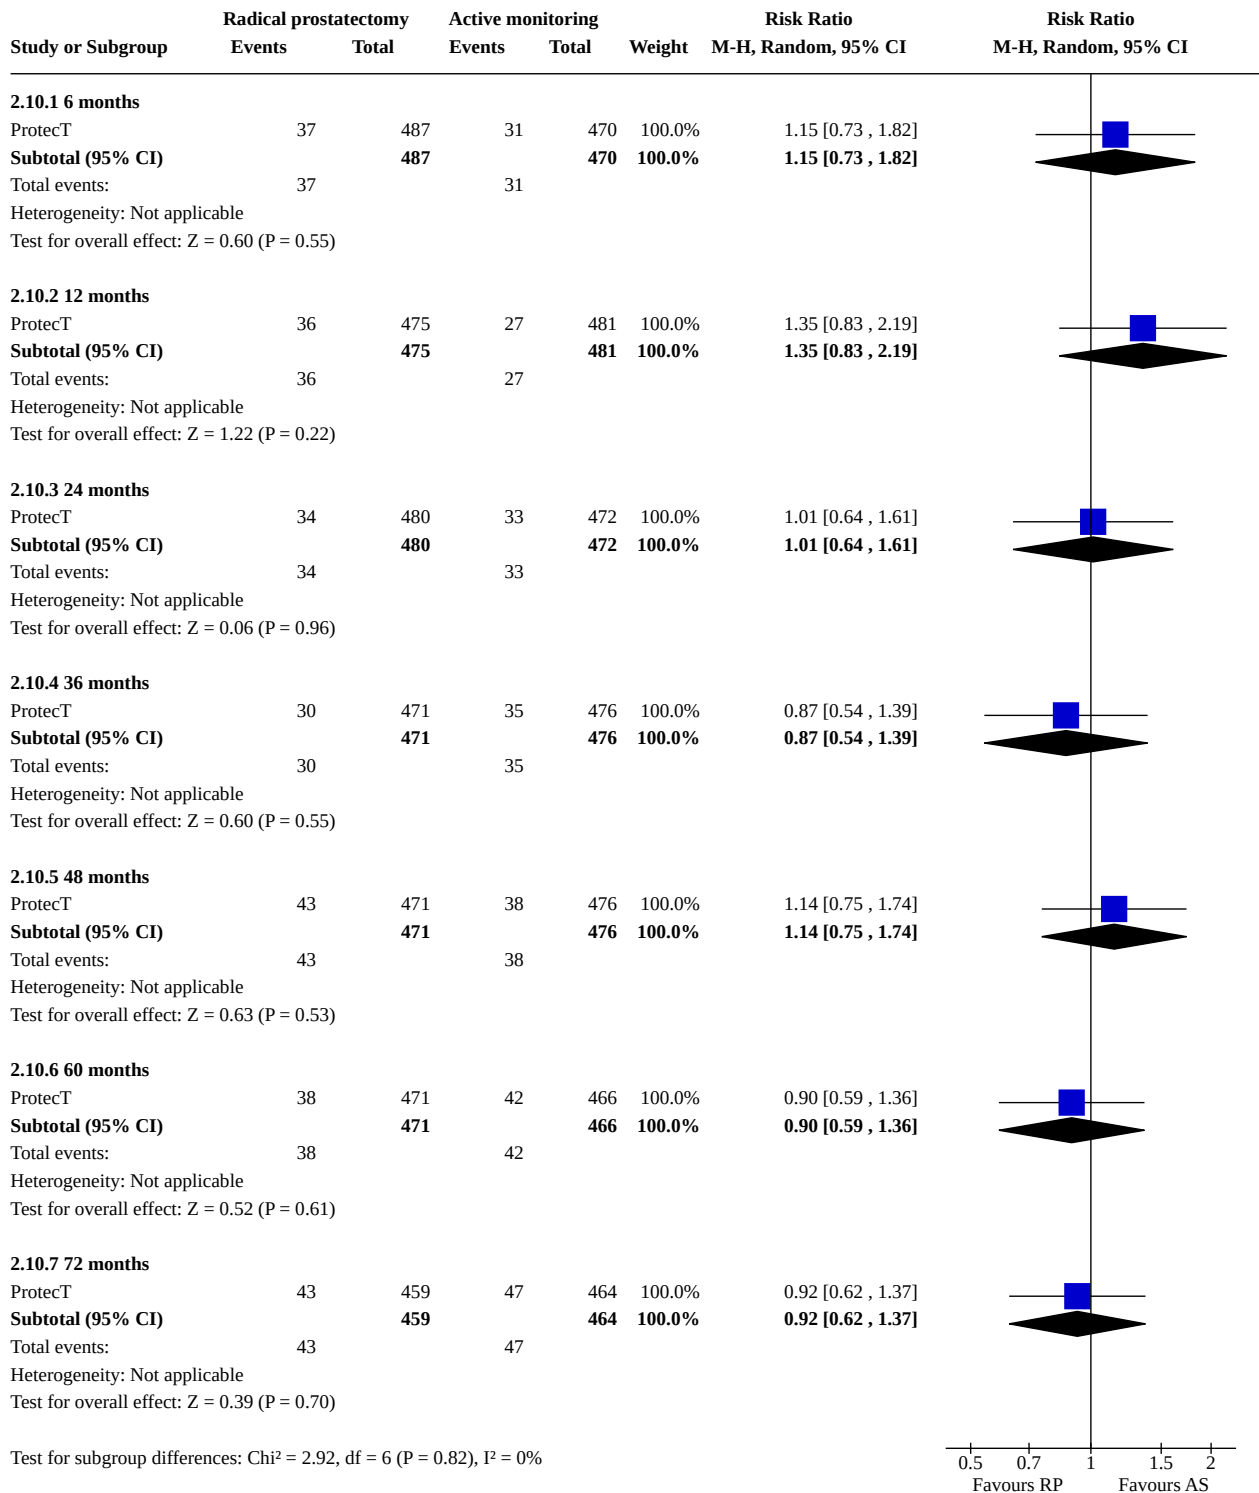 Radical prostatectomy Active monitoring Risk Ratio Risk Ratio
Study or Subgroup Events Total Events Total Weight M-H, Random, 95% CI M-H, Random, 95% CI
2.10.1 6 months
ProtecT 37 487 31 470 100.0% 1.15 [0.73 , 1.82]
Subtotal (95% CI) 487 470 100.0% 1.15 [0.73 , 1.82]
Total events: 37 31
Heterogeneity: Not applicable
Test for overall effect: Z = 0.60 (P = 0.55)
2.10.2 12 months
ProtecT 36 475 27 481 100.0% 1.35 [0.83 , 2.19]
Subtotal (95% CI) 475 481 100.0% 1.35 [0.83 , 2.19]
Total events: 36 27
Heterogeneity: Not applicable
Test for overall effect: Z = 1.22 (P = 0.22)
2.10.3 24 months
ProtecT 34 480 33 472 100.0% 1.01 [0.64 , 1.61]
Subtotal (95% CI) 480 472 100.0% 1.01 [0.64 , 1.61]
Total events: 34 33
Heterogeneity: Not applicable
Test for overall effect: Z = 0.06 (P = 0.96)
2.10.4 36 months
ProtecT 30 471 35 476 100.0% 0.87 [0.54 , 1.39]
Subtotal (95% CI) 471 476 100.0% 0.87 [0.54 , 1.39]
Total events: 30 35
Heterogeneity: Not applicable
Test for overall effect: Z = 0.60 (P = 0.55)
2.10.5 48 months
ProtecT 43 471 38 476 100.0% 1.14 [0.75 , 1.74]
Subtotal (95% CI) 471 476 100.0% 1.14 [0.75 , 1.74]
Total events: 43 38
Heterogeneity: Not applicable
Test for overall effect: Z = 0.63 (P = 0.53)
2.10.6 60 months
ProtecT 38 471 42 466 100.0% 0.90 [0.59 , 1.36]
Subtotal (95% CI) 471 466 100.0% 0.90 [0.59 , 1.36]
Total events: 38 42
Heterogeneity: Not applicable
Test for overall effect: Z = 0.52 (P = 0.61)
2.10.7 72 months
ProtecT 43 459 47 464 100.0% 0.92 [0.62 , 1.37]
Subtotal (95% CI) 459 464 100.0% 0.92 [0.62 , 1.37]
Total events: 43 47
Heterogeneity: Not applicable
Test for overall effect: Z = 0.39 (P = 0.70)
Test for subgroup differences: Chi² = 2.92, df = 6 (P = 0.82), I² = 0%
0.5 0.7 1 1.5 2
Favours RP Favours AS